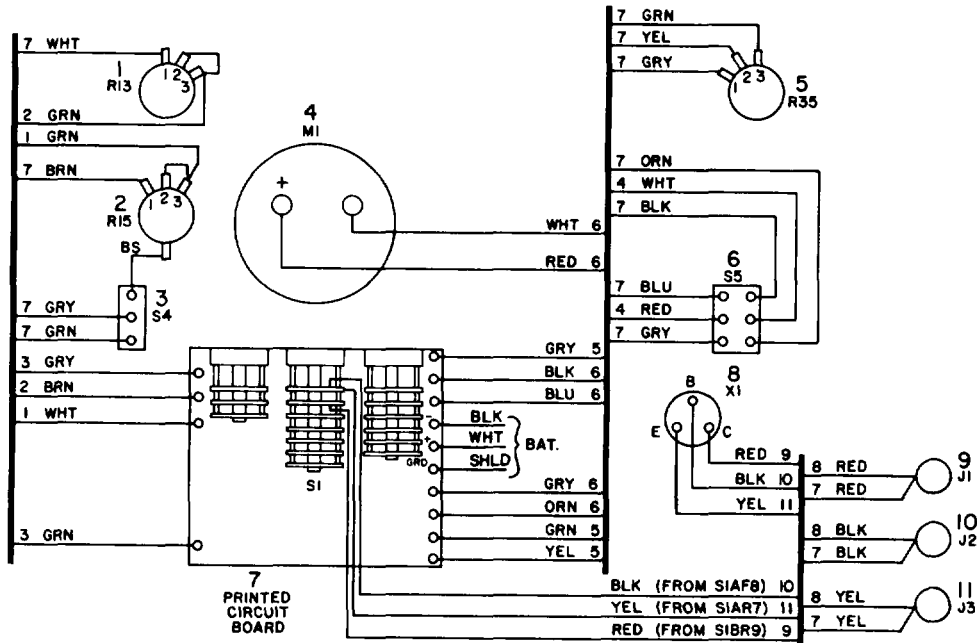 7 WHT
1
R13
1 2 3
2 GRN
1 GRN
7 BRN
2
R15
1 2 3
BS
3
S4
7 GRY
7 GRN
3 GRY
2 BRN
1 WHT
3 GRN
4
M1
+
WHT 6
RED 6
7 GRN
7 YEL
7 GRY
1 2 3
5
R35
7 ORN
4 WHT
7 BLK
6
S5
7 BLU
4 RED
7 GRY
8
X1
B
E C
S1
GRY 5
BLK 6
BLU 6
- BLK
+ WHT
GRD SHLD
BAT.
GRY 6
ORN 6
GRN 5
YEL 5
7
PRINTED
CIRCUIT
BOARD
RED 9
BLK 10
YEL 11
BLK (FROM S1AF8) 10
YEL (FROM S1AR7) 11
RED (FROM S1BR9) 9
8 RED
7 RED
9
J1
8 BLK
7 BLK
10
J2
8 YEL
7 YEL
11
J3